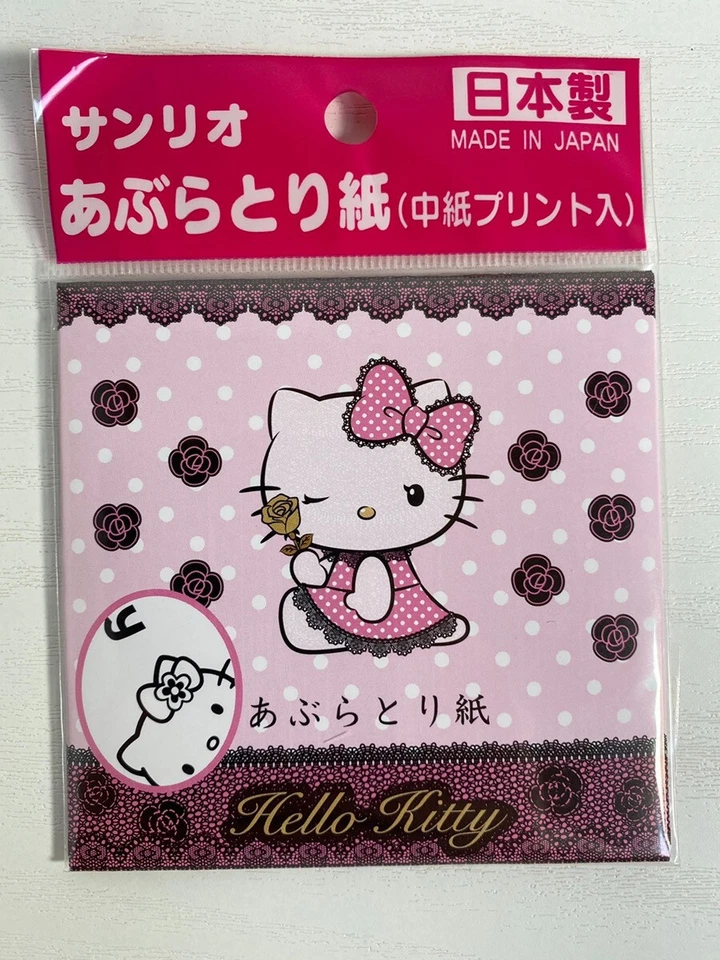 サンリオ
日本製
MADE IN JAPAN
あぶらとり紙(中紙プリント入)
y
あぶらとり紙
Hello Kitty